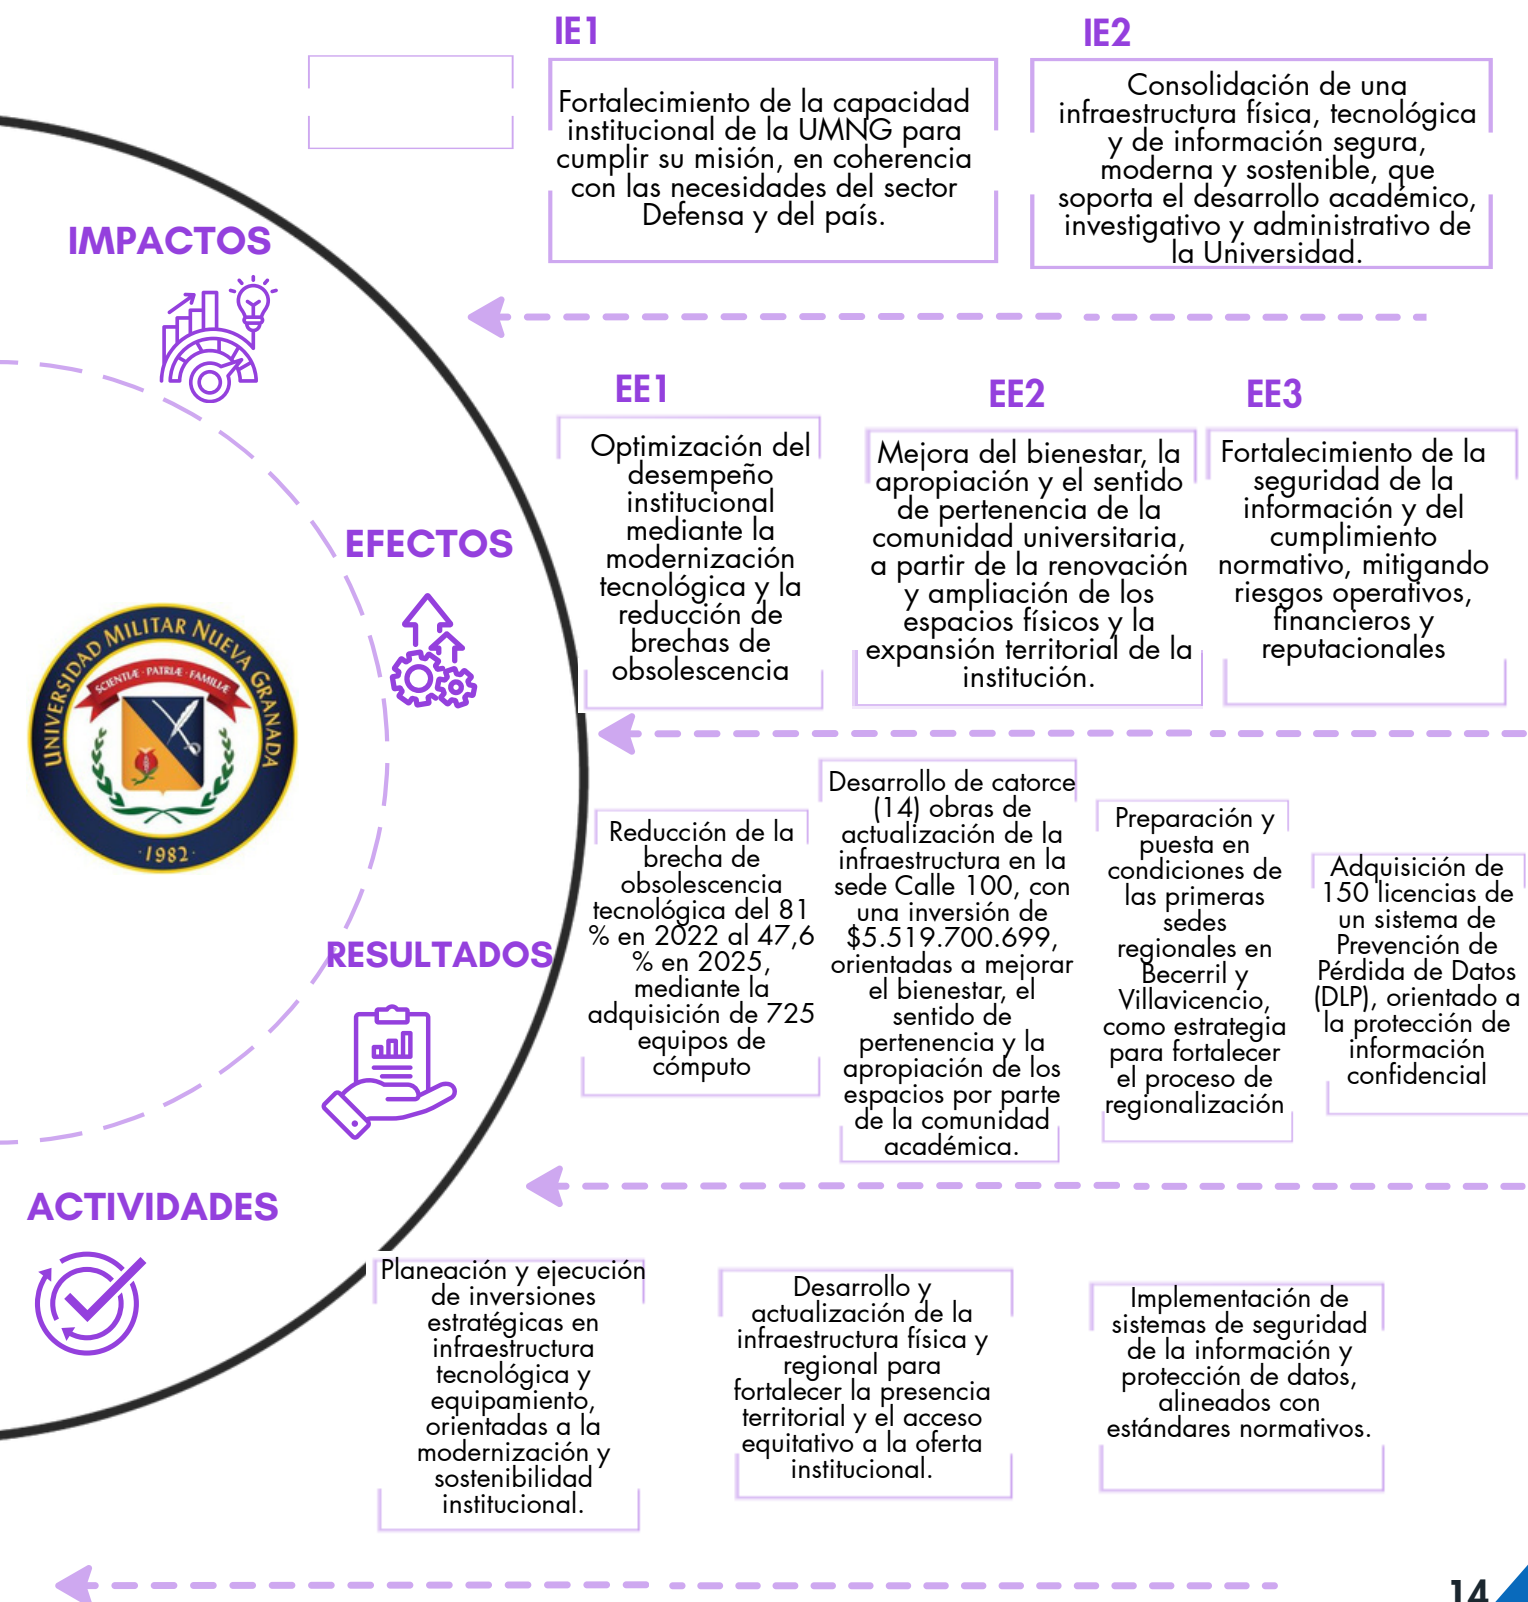 IE1
Fortalecimiento de la capacidad
institucional de la UMNG para
cumplir su misión, en coherencia
con las necesidades del sector
Defensa y del país.
IE2
Consolidación de una
infraestructura física, tecnológica
y de información segura,
moderna y sostenible, que
soporta el desarrollo académico,
investigativo y administrativo de
la Universidad.
IMPACTOS
EE1
Optimización del
desempeño
institucional
mediante la
modernización
tecnológica y la
reducción de
brechas de
obsolescencia
EE2
Mejora del bienestar, la
apropiación y el sentido
de pertenencia de la
comunidad universitaria,
a partir de la renovación
y ampliación de los
espacios físicos y la
expansión territorial de la
institución.
EE3
Fortalecimiento de la
seguridad de la
información y del
cumplimiento
normativo, mitigando
riesgos operativos,
financieros y
reputacionales
EFECTOS
UNIVERSIDAD MILITAR NUEVA GRANADA
SCIENTIÆ · PATRIÆ · FAMILIÆ
·1982·
Reducción de la
brecha de
obsolescencia
tecnológica del 81
% en 2022 al 47,6
% en 2025,
mediante la
adquisición de 725
equipos de
cómputo
Desarrollo de catorce
(14) obras de
actualización de la
infraestructura en la
sede Calle 100, con
una inversión de
$5.519.700.699,
orientadas a mejorar
el bienestar, el
sentido de
pertenencia y la
apropiación de los
espacios por parte
de la comunidad
académica.
Preparación y
puesta en
condiciones de
las primeras
sedes
regionales en
Becerril y
Villavicencio,
como estrategia
para fortalecer
el proceso de
regionalización
Adquisición de
150 licencias de
un sistema de
Prevención de
Pérdida de Datos
(DLP), orientado a
la protección de
información
confidencial
RESULTADOS
ACTIVIDADES
Planeación y ejecución
de inversiones
estratégicas en
infraestructura
tecnológica y
equipamiento,
orientadas a la
modernización y
sostenibilidad
institucional.
Desarrollo y
actualización de la
infraestructura física y
regional para
fortalecer la presencia
territorial y el acceso
equitativo a la oferta
institucional.
Implementación de
sistemas de seguridad
de la información y
protección de datos,
alineados con
estándares normativos.
14